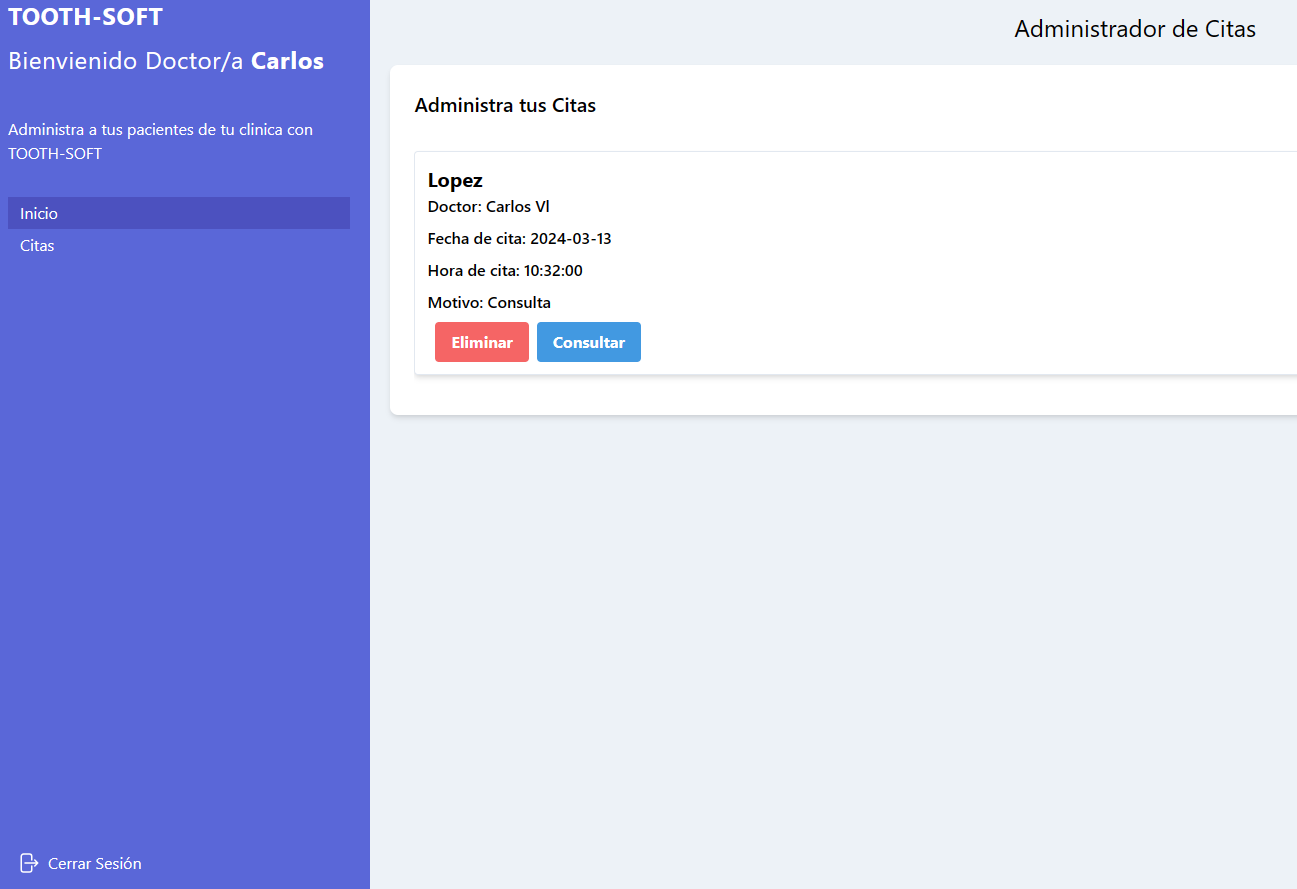 TOOTH-SOFT
Bienvienido Doctor/a Carlos
Administra a tus pacientes de tu clinica con
TOOTH-SOFT
Inicio
Citas
Cerrar Sesión
Administrador de Citas
Administra tus Citas
Lopez
Doctor: Carlos Vl
Fecha de cita: 2024-03-13
Hora de cita: 10:32:00
Motivo: Consulta
Eliminar Consultar